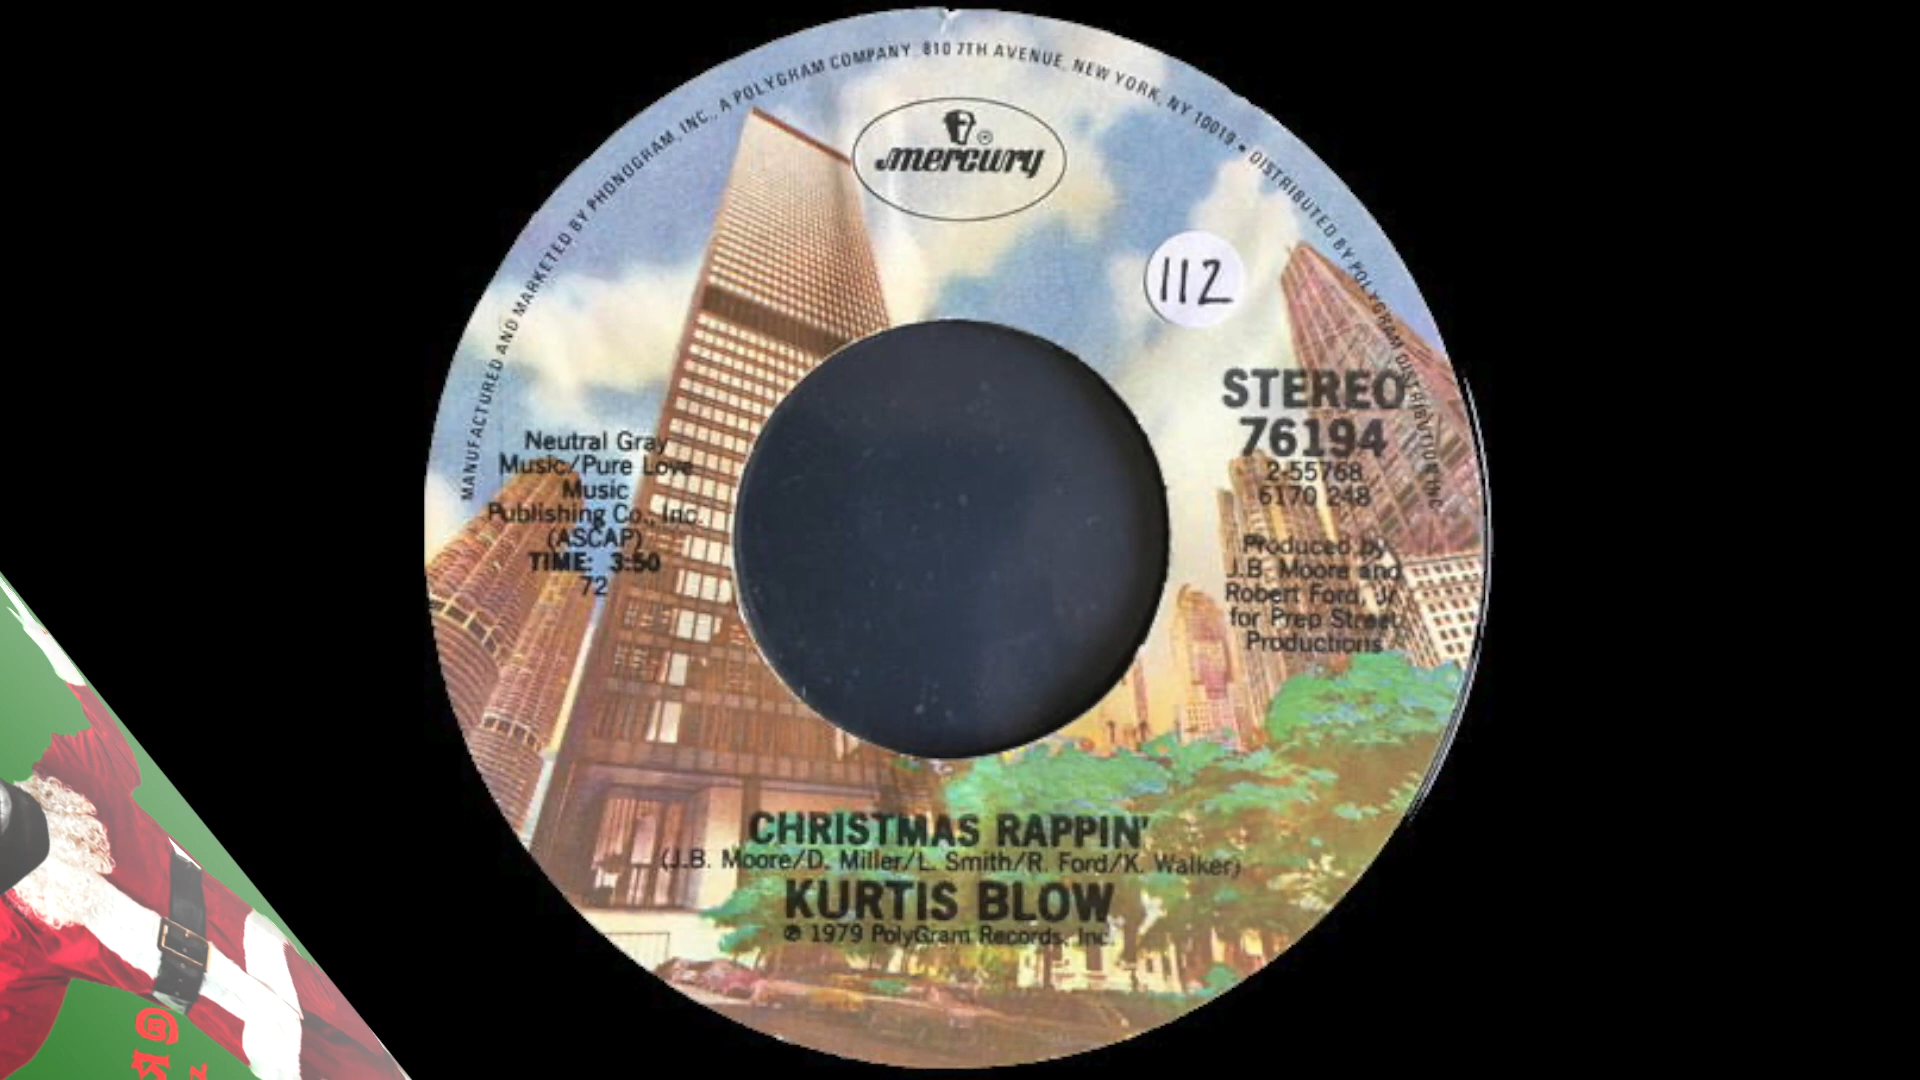 MANUFACTURED AND MARKETED BY PHONOGRAM, INC., A POLYGRAM COMPANY, 810 7TH AVENUE, NEW YORK, NY 10019 • DISTRIBUTED BY POLYGRAM DISTRIBUTION INC
mercury ®
112
STEREO
76194
2-55768
6170 248
Neutral Gray
Music/Pure Love
Music
Publishing Co., Inc.
(ASCAP)
TIME: 3:50
72
Produced by
J.B. Moore and
Robert Ford, Jr.
for Prep Street
Productions
CHRISTMAS RAPPIN'
(J.B. Moore/D. Miller/L. Smith/R. Ford/K. Walker)
KURTIS BLOW
℗ 1979 PolyGram Records, Inc.